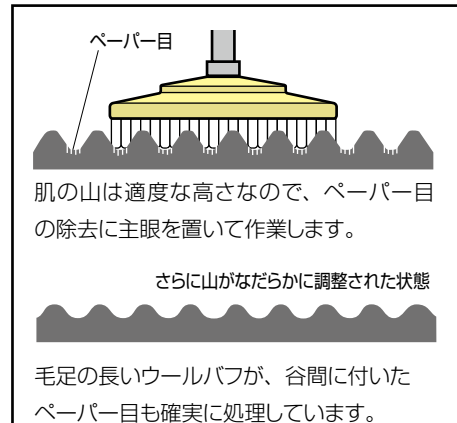 ペーパー目
肌の山は適度な高さなので、ペーパー目
の除去に主眼を置いて作業します。
さらに山がなだらかに調整された状態
毛足の長いウールバフが、谷間に付いた
ペーパー目も確実に処理しています。